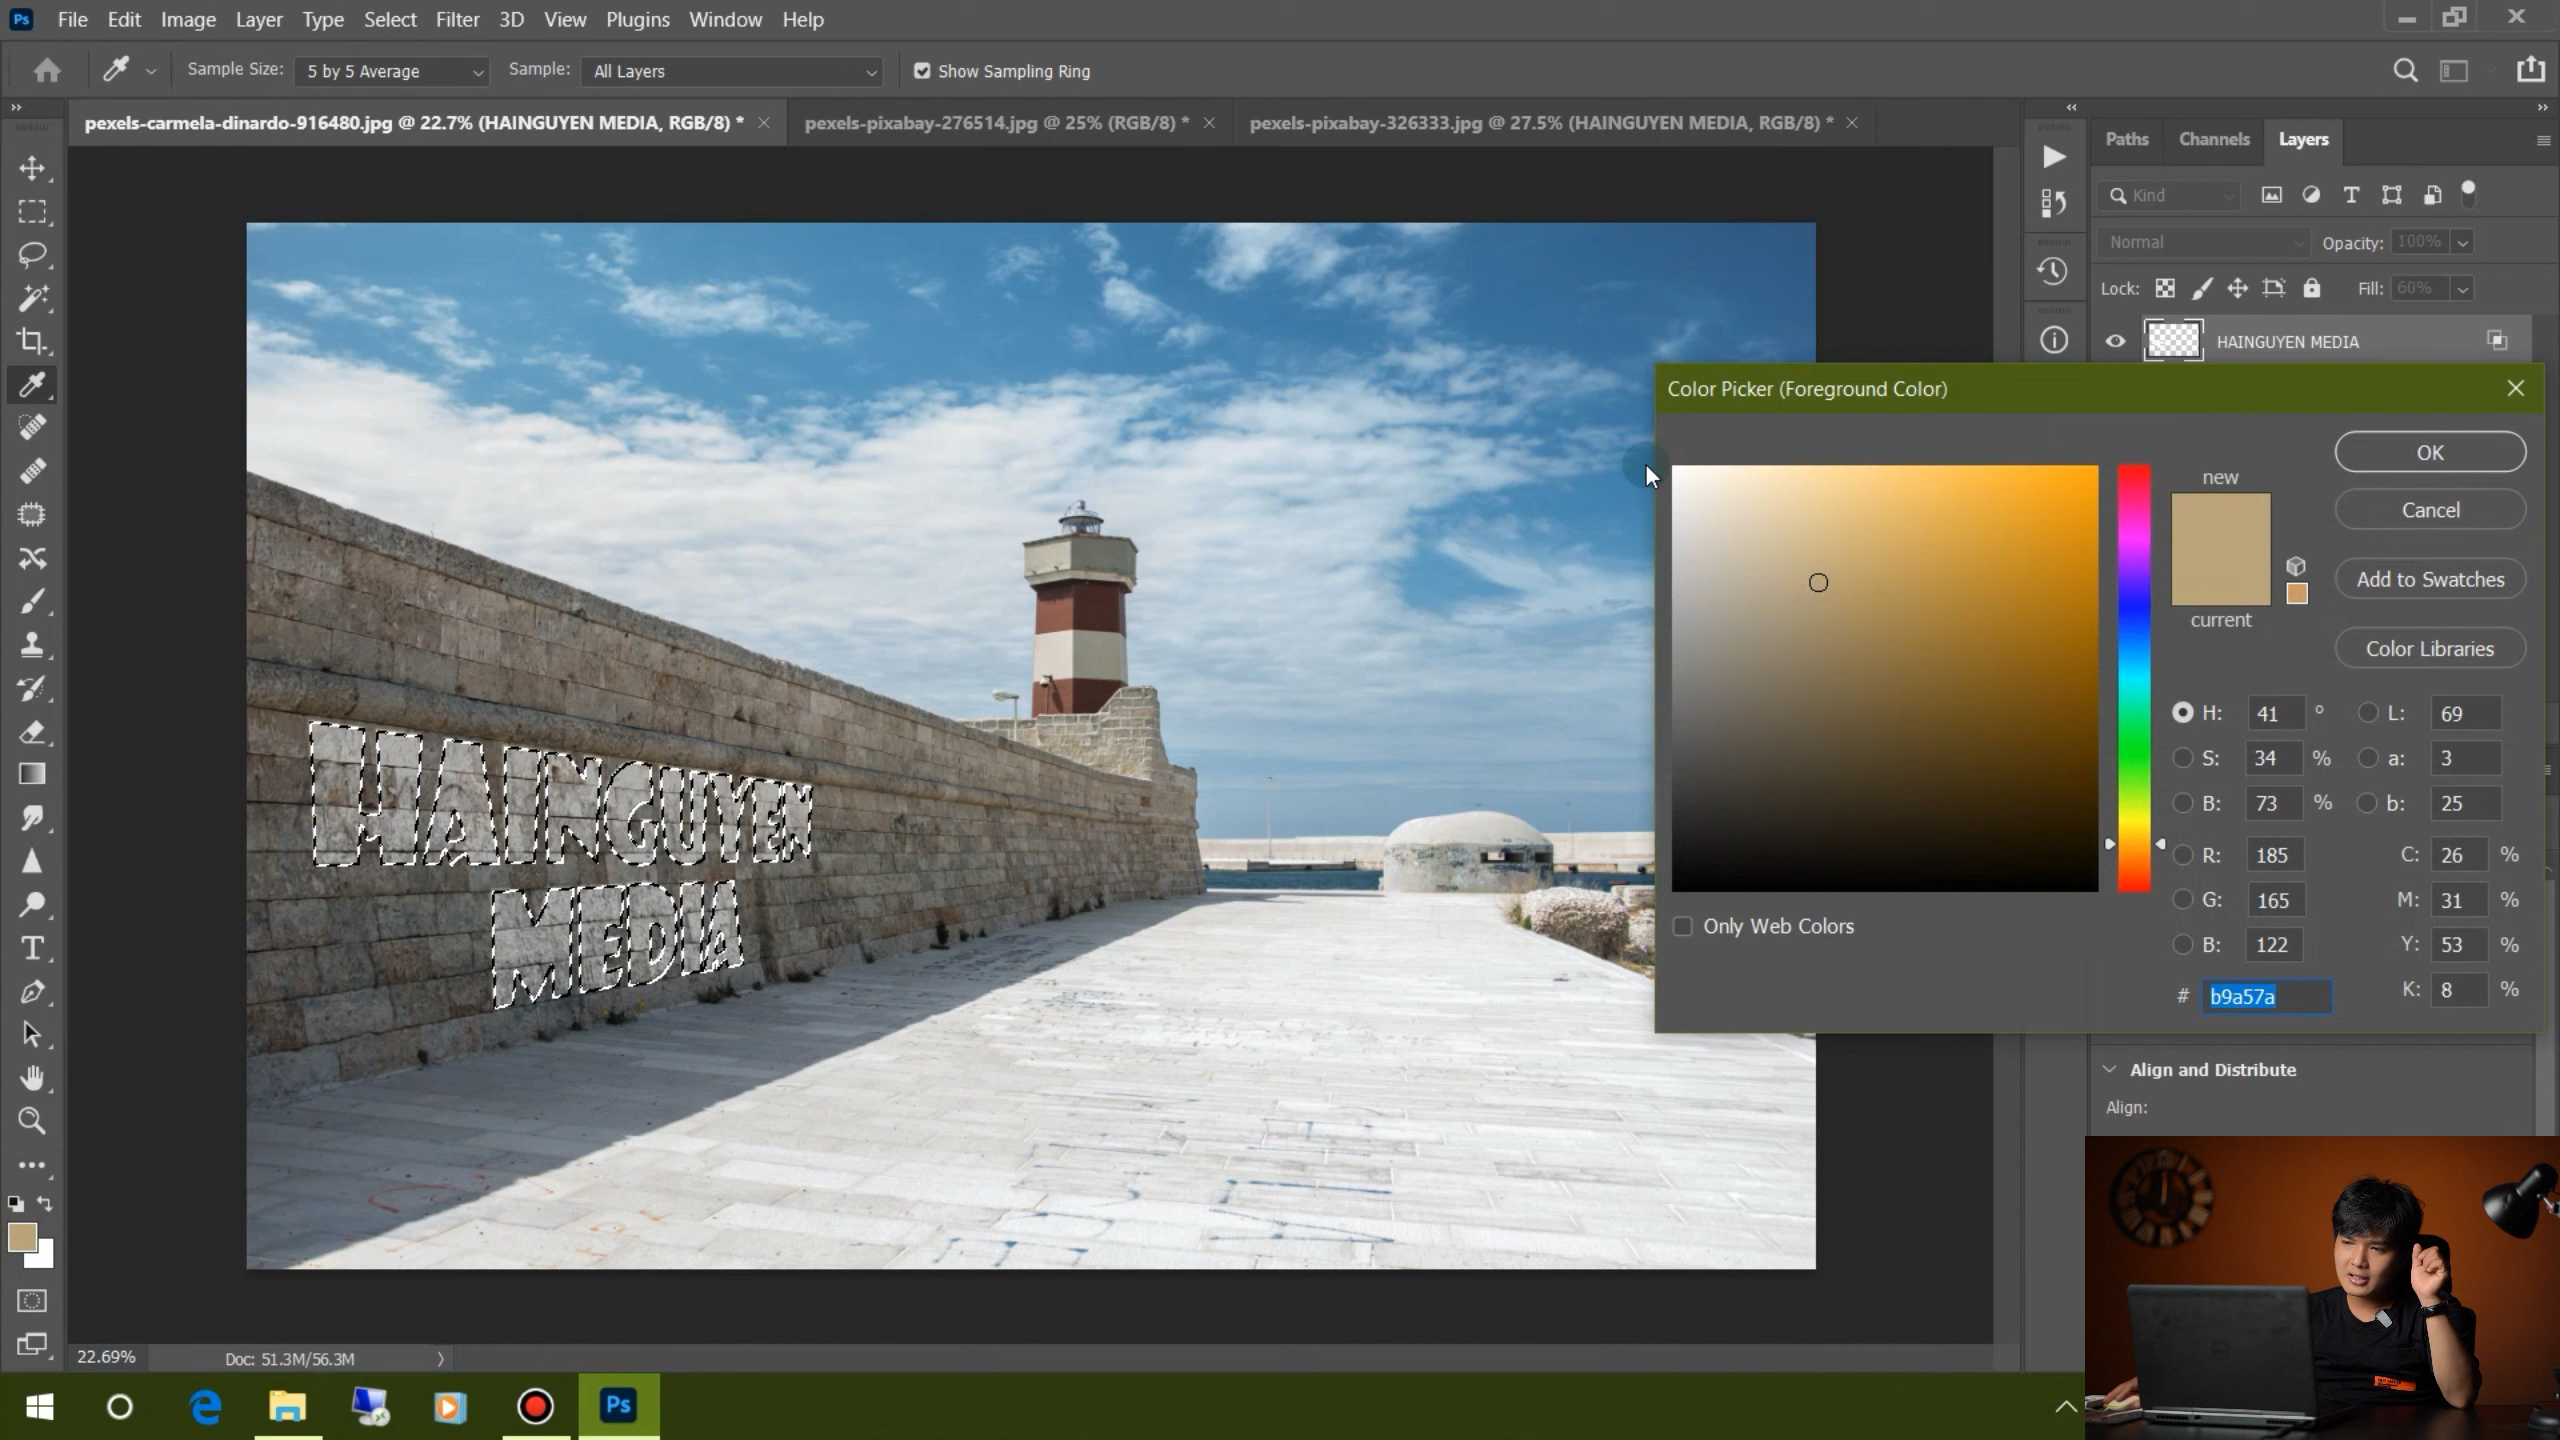 Ps File Edit Image Layer Type Select Filter 3D View Plugins Window Help
Sample Size: 5 by 5 Average Sample: All Layers Show Sampling Ring
pexels-carmela-dinardo-916480.jpg @ 22.7% (HAINGUYEN MEDIA, RGB/8) * pexels-pixabay-276514.jpg @ 25% (RGB/8) * pexels-pixabay-326333.jpg @ 27.5% (HAINGUYEN MEDIA, RGB/8) *
Paths Channels Layers
Kind
Normal Opacity: 100%
Lock: Fill: 60%
HAINGUYEN MEDIA
Color Picker (Foreground Color)
new
current
OK
Cancel
Add to Swatches
Color Libraries
H: 41 ° L: 69
S: 34 % a: 3
B: 73 % b: 25
R: 185 C: 26 %
G: 165 M: 31 %
B: 122 Y: 53 %
# b9a57a K: 8 %
Only Web Colors
HAINGUYEN
MEDIA
Align and Distribute
Align:
22.69% Doc: 51.3M/56.3M
Ps